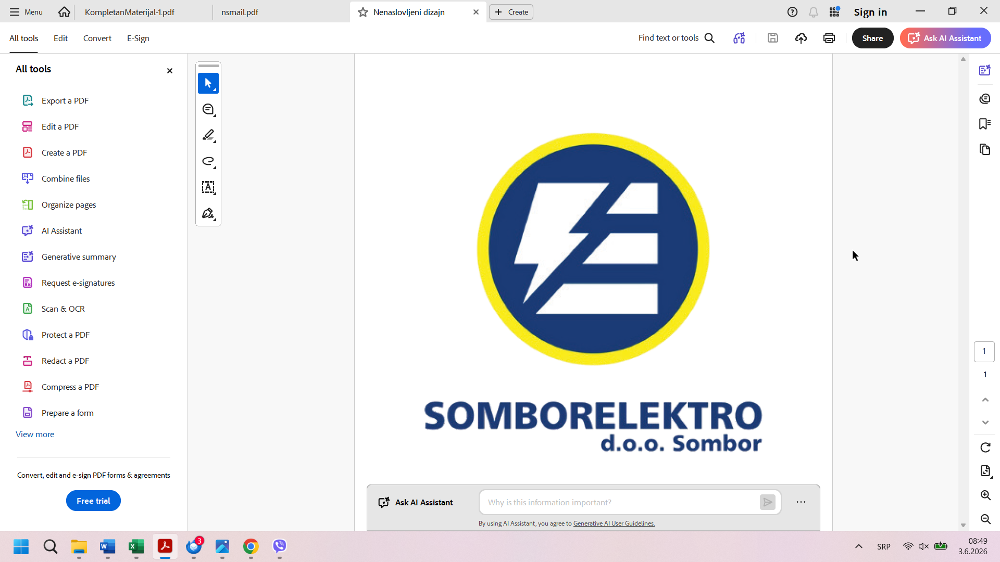 Menu
KompletanMaterijal-1.pdf
nsmail.pdf
Nenaslovljeni dizajn
Create
Sign in
All tools
Edit
Convert
E-Sign
Find text or tools
Share
Ask AI Assistant
All tools
Export a PDF
Edit a PDF
Create a PDF
Combine files
Organize pages
AI Assistant
Generative summary
Request e-signatures
Scan & OCR
Protect a PDF
Redact a PDF
Compress a PDF
Prepare a form
View more
Convert, edit and e-sign PDF forms & agreements
Free trial
SOMBORELEKTRO
d.o.o. Sombor
Ask AI Assistant
Why is this information important?
By using AI Assistant, you agree to Generative AI User Guidelines.
1
1
3
SRP
08:49
3.6.2026